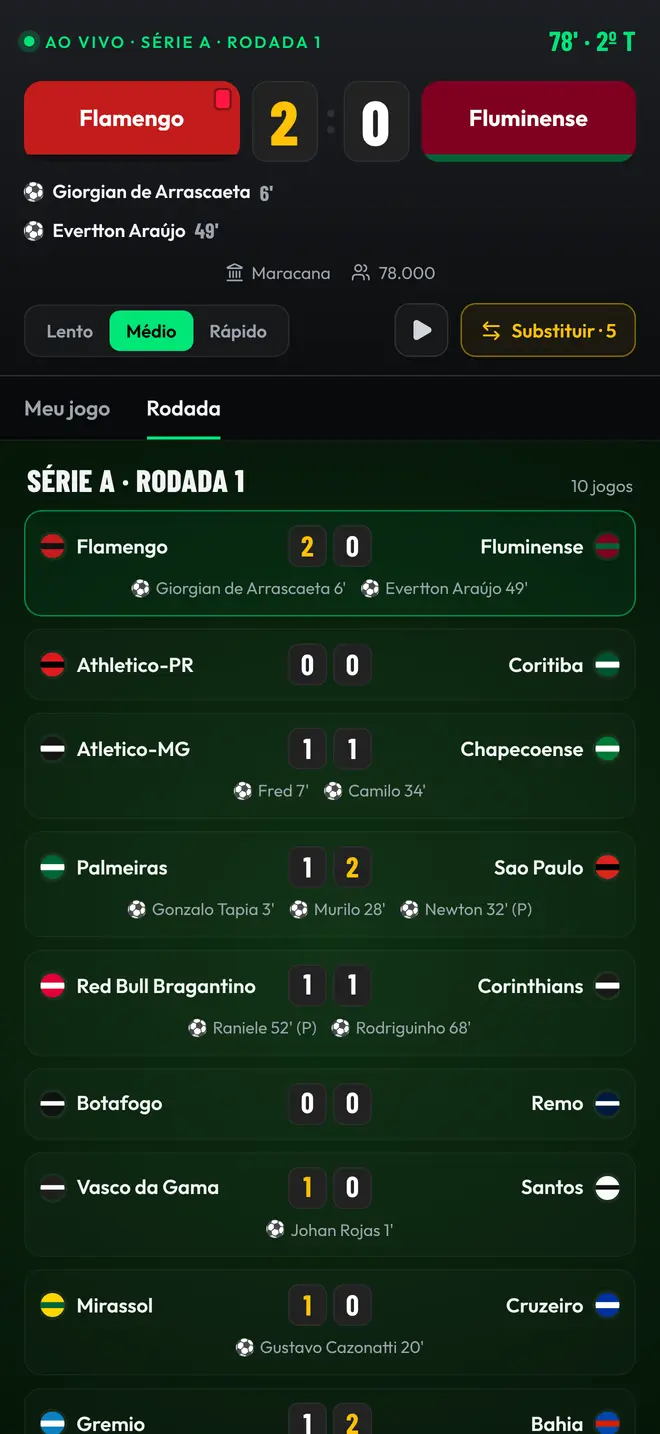 AO VIVO · SÉRIE A · RODADA 1
78' · 2º T
Flamengo
2 : 0
Fluminense
Giorgian de Arrascaeta 6'
Evertton Araújo 49'
Maracana 78.000
Lento Médio Rápido
Substituir · 5
Meu jogo Rodada
SÉRIE A · RODADA 1
10 jogos
Flamengo 2 0 Fluminense
Giorgian de Arrascaeta 6' Evertton Araújo 49'
Athletico-PR 0 0 Coritiba
Atletico-MG 1 1 Chapecoense
Fred 7' Camilo 34'
Palmeiras 1 2 Sao Paulo
Gonzalo Tapia 3' Murilo 28' Newton 32' (P)
Red Bull Bragantino 1 1 Corinthians
Raniele 52' (P) Rodriguinho 68'
Botafogo 0 0 Remo
Vasco da Gama 1 0 Santos
Johan Rojas 1'
Mirassol 1 0 Cruzeiro
Gustavo Cazonatti 20'
Gremio 1 2 Bahia